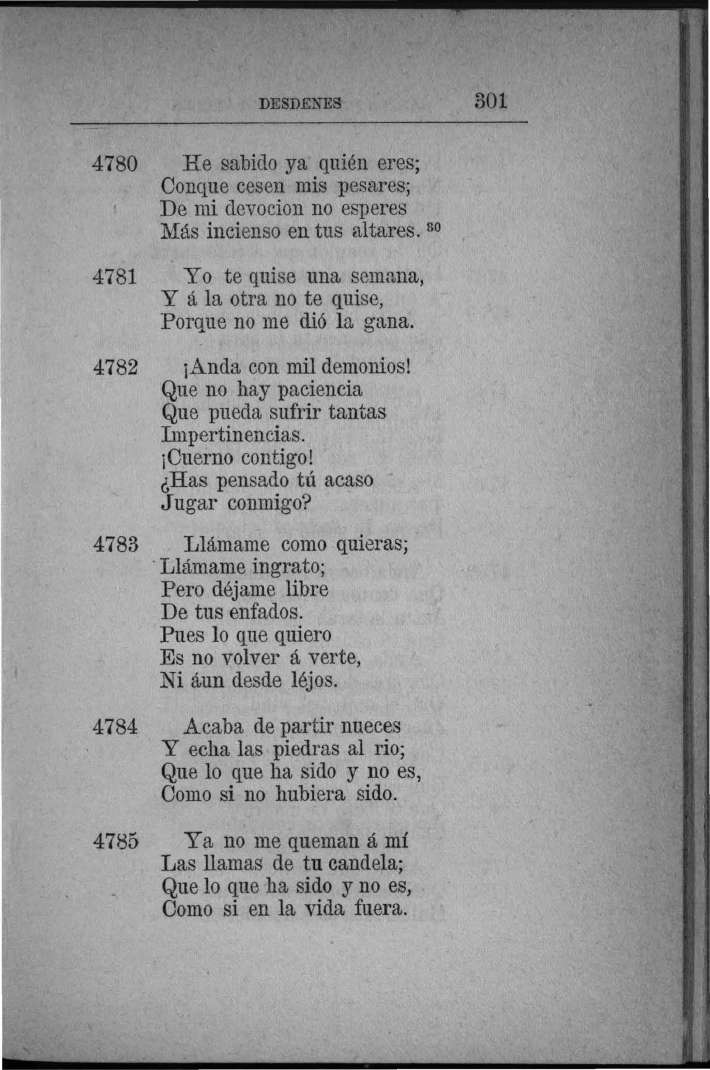 DESDENES 301
4780 He sabido ya quién eres;
Conque cesen mis pesares;
De mi devocion no esperes
Más incienso en tus altares. 30
4781 Yo te quise una semana,
Y á la otra no te quise,
Porque no me dió la gana.
4782 ¡Anda con mil demonios!
Que no hay paciencia
Que pueda sufrir tantas
Impertinencias.
¡Cuerno contigo!
¿Has pensado tú acaso
Jugar conmigo?
4783 Llámame como quieras;
Llámame ingrato;
Pero déjame libre
De tus enfados.
Pues lo que quiero
Es no volver á verte,
Ni áun desde léjos.
4784 Acaba de partir nueces
Y echa las piedras al rio;
Que lo que ha sido y no es,
Como si no hubiera sido.
4785 Ya no me queman á mí
Las llamas de tu candela;
Que lo que ha sido y no es,
Como si en la vida fuera.